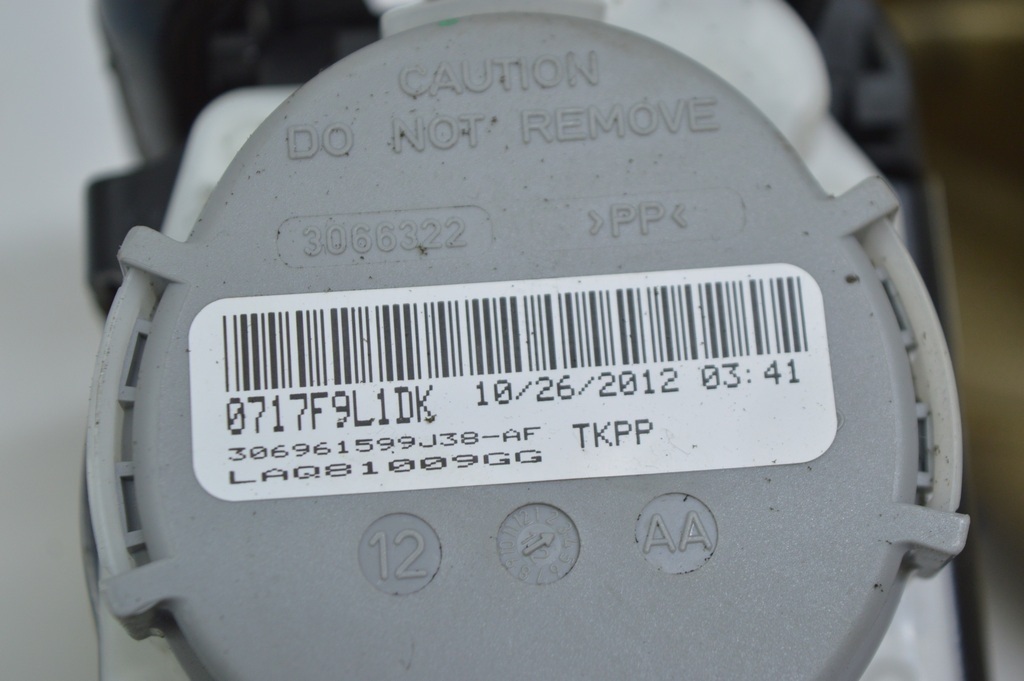 CAUTION
DO NOT REMOVE
3066322 >PP<
0717F9L1DK 10/26/2012 03:41
306961599J38-AF TKPP
LAQ81009GG
12 AA